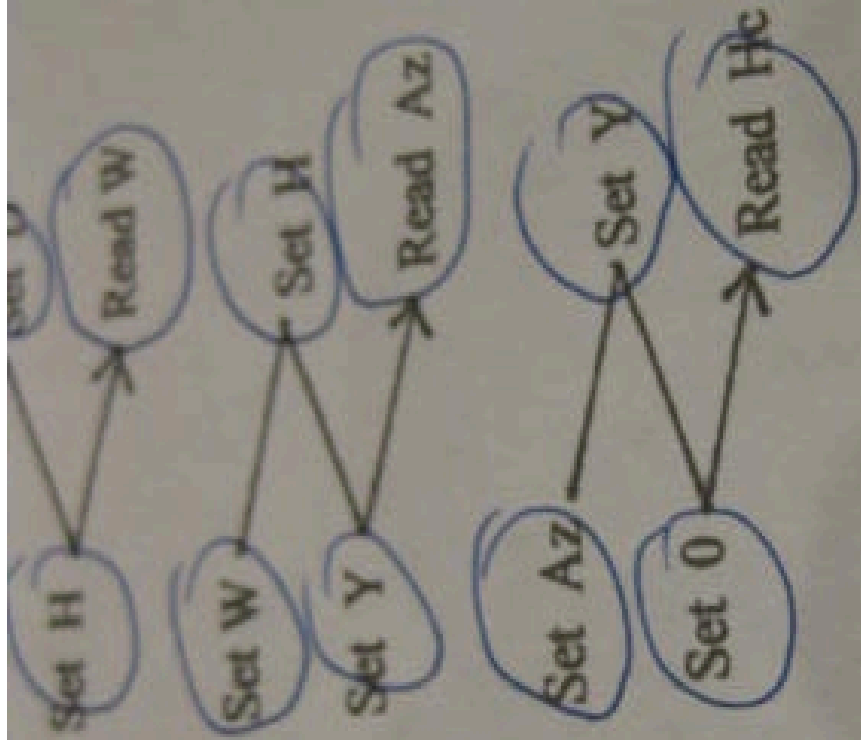 Set H
Read W
Set W
Set H
Set Y
Read Az
Set Az
Set Y
Set 0
Read Hc